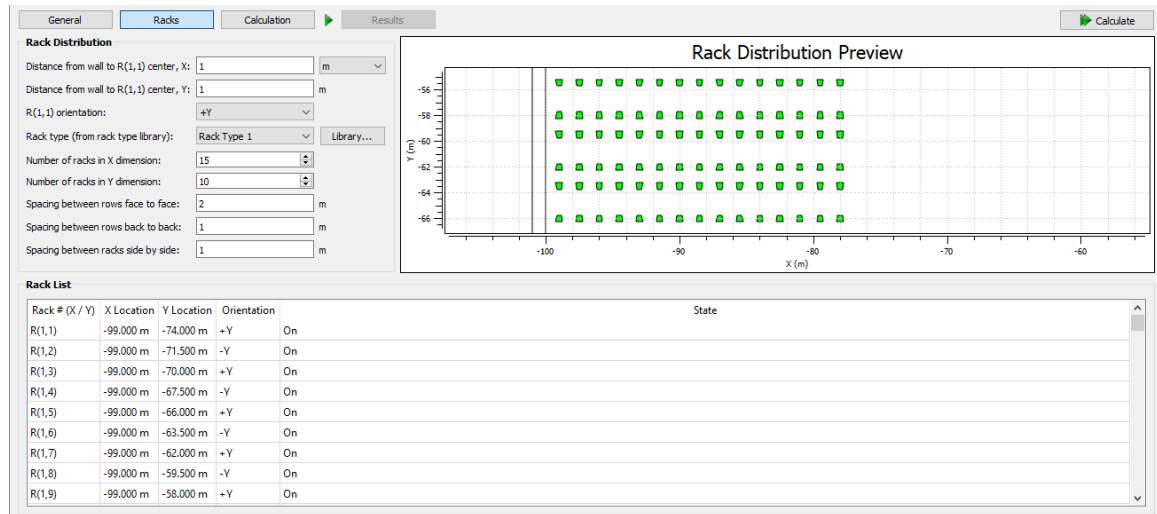 General Racks Calculation Results Calculate
Rack Distribution
Distance from wall to R(1,1) center, X: 1 m
Distance from wall to R(1,1) center, Y: 1 m
R(1,1) orientation: +Y
Rack type (from rack type library): Rack Type 1 Library...
Number of racks in X dimension: 15
Number of racks in Y dimension: 10
Spacing between rows face to face: 2 m
Spacing between rows back to back: 1 m
Spacing between racks side by side: 1 m
Rack Distribution Preview
Y (m)
-56
-58
-60
-62
-64
-66
-100 -90 -80 -70 -60
X (m)
Rack List
Rack # (X / Y) X Location Y Location Orientation State
R(1,1) -99.000 m -74.000 m +Y On
R(1,2) -99.000 m -71.500 m -Y On
R(1,3) -99.000 m -70.000 m +Y On
R(1,4) -99.000 m -67.500 m -Y On
R(1,5) -99.000 m -66.000 m +Y On
R(1,6) -99.000 m -63.500 m -Y On
R(1,7) -99.000 m -62.000 m +Y On
R(1,8) -99.000 m -59.500 m -Y On
R(1,9) -99.000 m -58.000 m +Y On